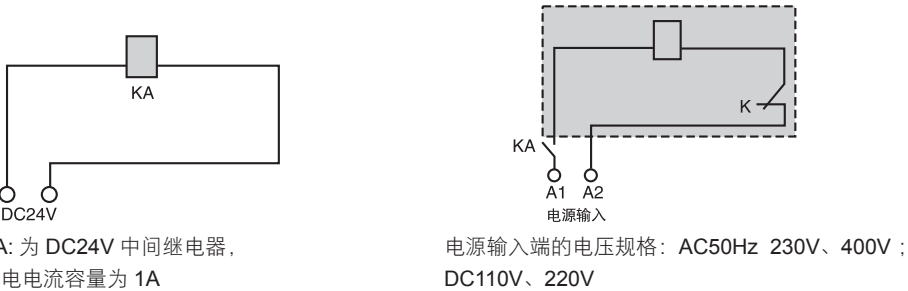 KA
DC24V
A: 为 DC24V 中间继电器,
电电流容量为 1A
K
KA
A1 A2
电源输入
电源输入端的电压规格: AC50Hz 230V、400V ;
DC110V、220V